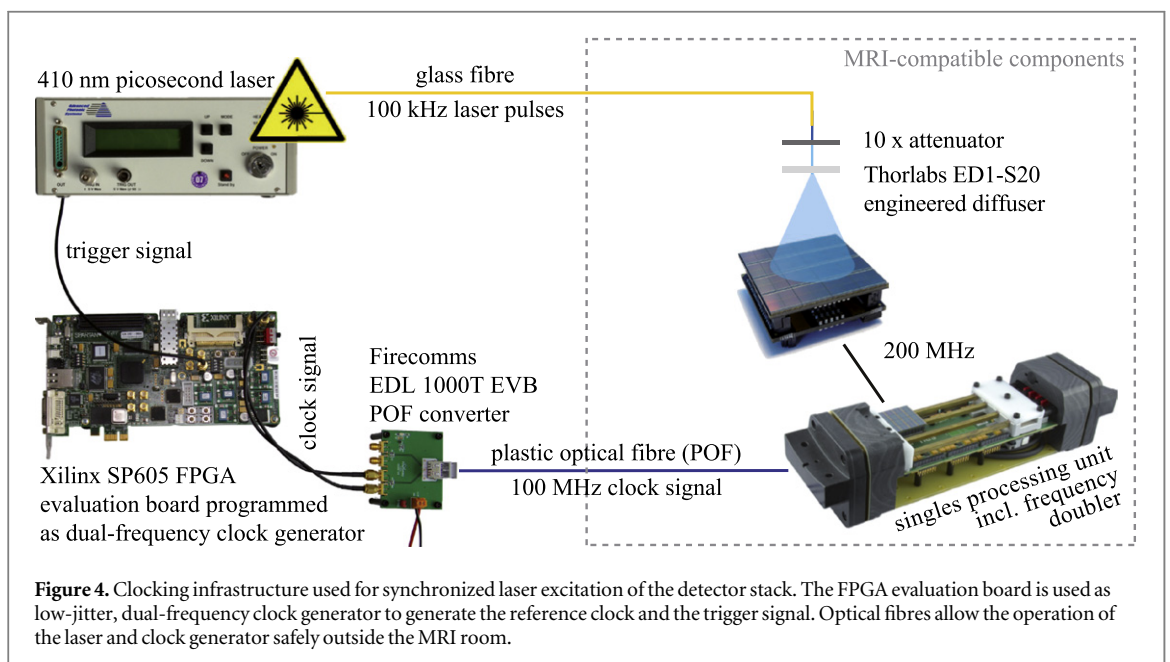 410 nm picosecond laser
glass fibre
100 kHz laser pulses
MRI-compatible components
10 x attenuator
Thorlabs ED1-S20
engineered diffuser
trigger signal
clock signal
Firecomms
EDL 1000T EVB
POF converter
200 MHz
plastic optical fibre (POF)
100 MHz clock signal
singles processing unit
incl. frequency
doubler
Xilinx SP605 FPGA
evaluation board programmed
as dual-frequency clock generator
Figure 4. Clocking infrastructure used for synchronized laser excitation of the detector stack. The FPGA evaluation board is used as
low-jitter, dual-frequency clock generator to generate the reference clock and the trigger signal. Optical fibres allow the operation of
the laser and clock generator safely outside the MRI room.